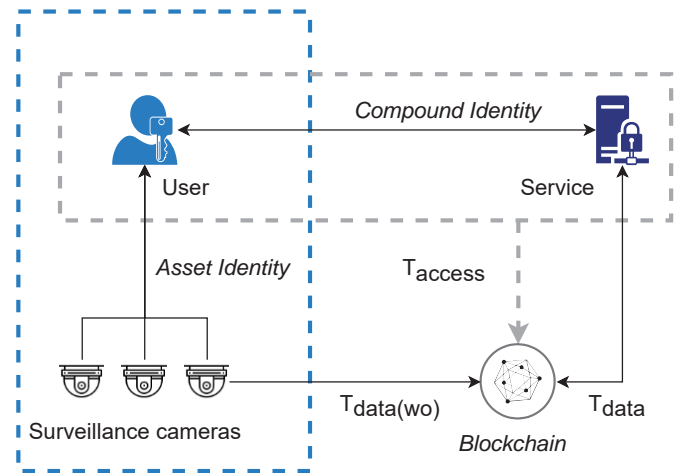 Compound Identity
User
Service
Asset Identity
Taccess
Tdata(wo)
Tdata
Surveillance cameras
Blockchain